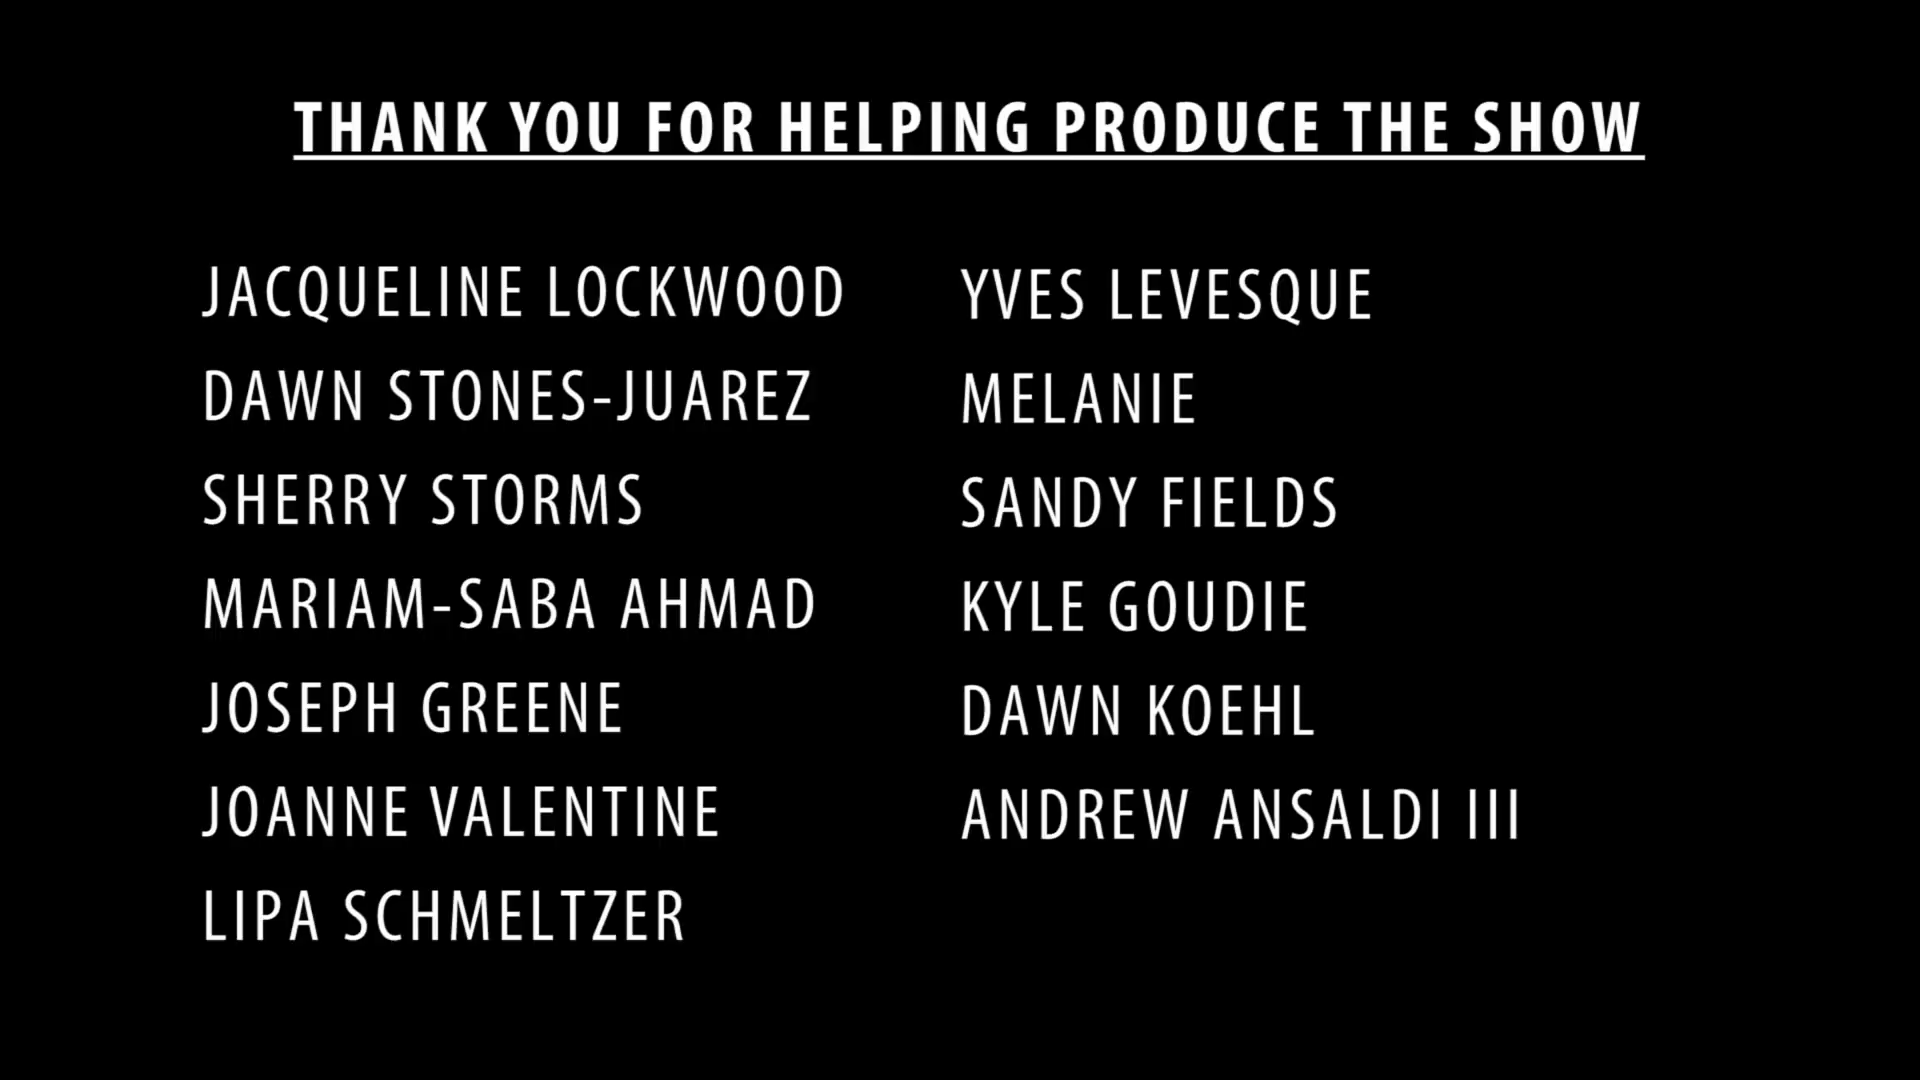 THANK YOU FOR HELPING PRODUCE THE SHOW
JACQUELINE LOCKWOOD
DAWN STONES-JUAREZ
SHERRY STORMS
MARIAM-SABA AHMAD
JOSEPH GREENE
JOANNE VALENTINE
LIPA SCHMELTZER
YVES LEVESQUE
MELANIE
SANDY FIELDS
KYLE GOUDIE
DAWN KOEHL
ANDREW ANSALDI III